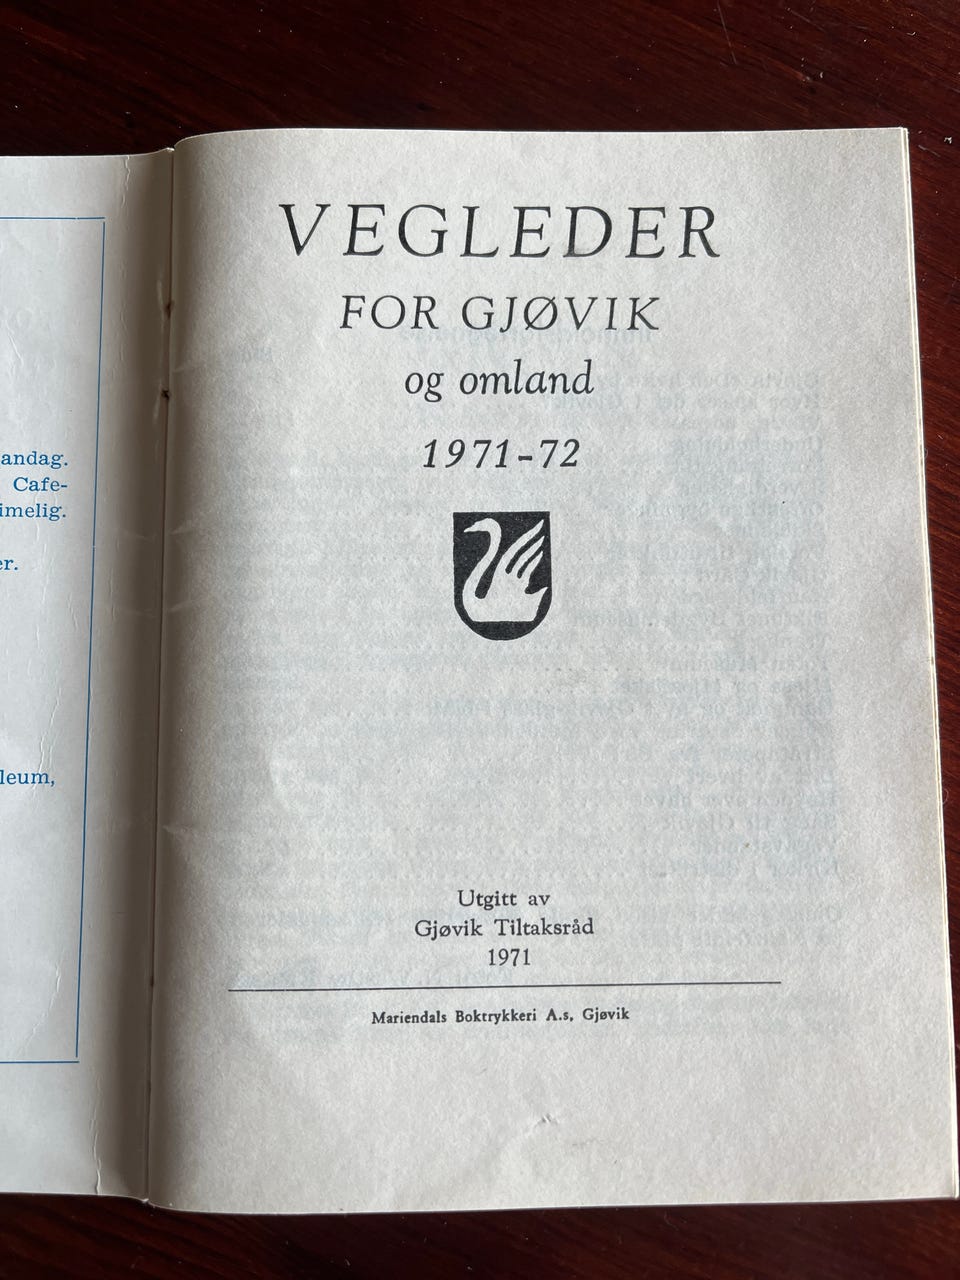 andag.
Cafe-
imelig.
er.
leum,
VEGLEDER
FOR GJØVIK
og omland
1971-72
Utgitt av
Gjøvik Tiltaksråd
1971
Mariendals Boktrykkeri A.s, Gjøvik